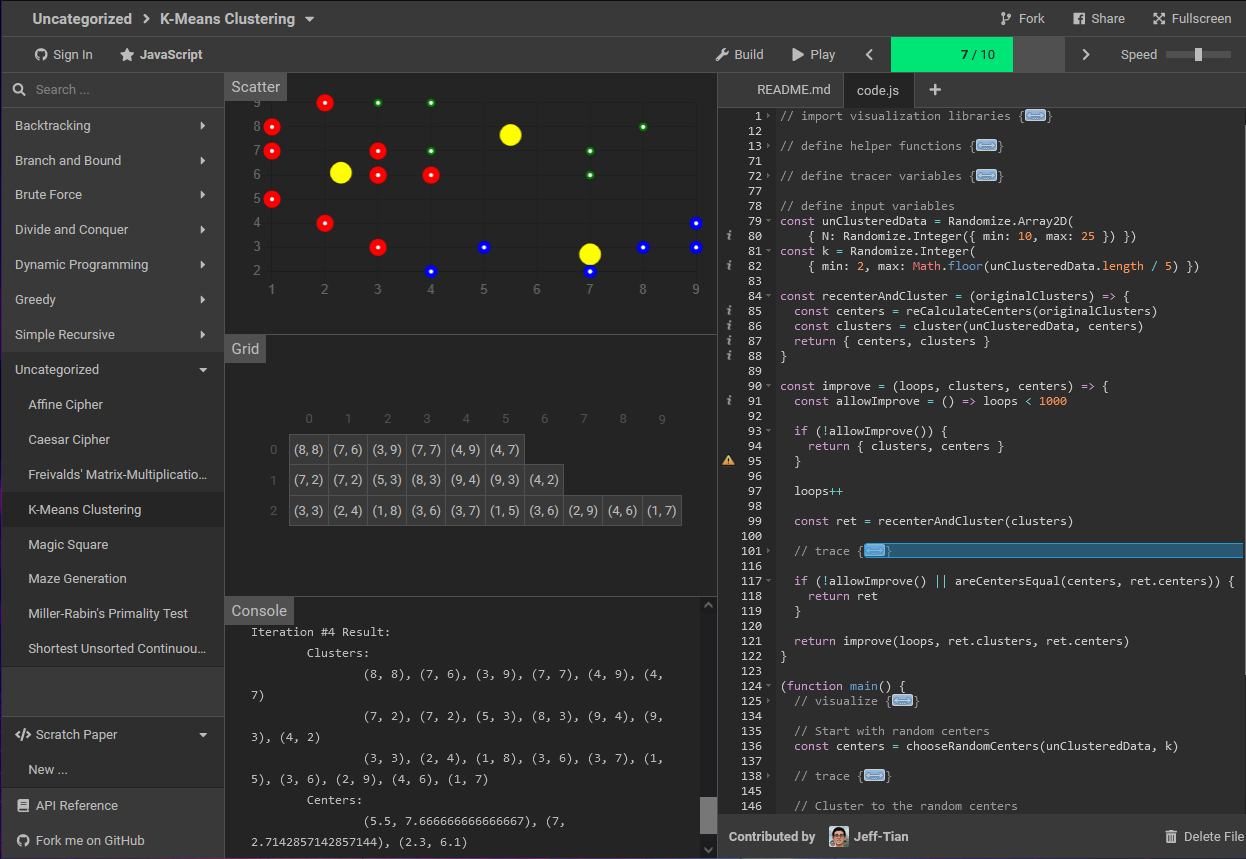 Uncategorized > K-Means Clustering
Fork Share Fullscreen
Sign In JavaScript
Build Play 7 / 10 Speed
Search ...
Backtracking
Branch and Bound
Brute Force
Divide and Conquer
Dynamic Programming
Greedy
Simple Recursive
Uncategorized
Affine Cipher
Caesar Cipher
Freivalds' Matrix-Multiplicatio...
K-Means Clustering
Magic Square
Maze Generation
Miller-Rabin's Primality Test
Shortest Unsorted Continuou...
</> Scratch Paper
New ...
API Reference
Fork me on GitHub
Scatter
9
8
7
6
5
4
3
2
1 2 3 4 5 6 7 8 9
Grid
0 1 2 3 4 5 6 7 8 9
0 (8, 8) (7, 6) (3, 9) (7, 7) (4, 9) (4, 7)
1 (7, 2) (7, 2) (5, 3) (8, 3) (9, 4) (9, 3) (4, 2)
2 (3, 3) (2, 4) (1, 8) (3, 6) (3, 7) (1, 5) (3, 6) (2, 9) (4, 6) (1, 7)
Console
Iteration #4 Result:
Clusters:
(8, 8), (7, 6), (3, 9), (7, 7), (4, 9), (4,
7)
(7, 2), (7, 2), (5, 3), (8, 3), (9, 4), (9,
3), (4, 2)
(3, 3), (2, 4), (1, 8), (3, 6), (3, 7), (1,
5), (3, 6), (2, 9), (4, 6), (1, 7)
Centers:
(5.5, 7.666666666666667), (7,
2.7142857142857144), (2.3, 6.1)
README.md code.js +
1 // import visualization libraries {}
12
13 // define helper functions {}
71
72 // define tracer variables {}
77
78 // define input variables
79 const unClusteredData = Randomize.Array2D(
80 { N: Randomize.Integer({ min: 10, max: 25 }) })
81 const k = Randomize.Integer(
82 { min: 2, max: Math.floor(unClusteredData.length / 5) })
83
84 const recenterAndCluster = (originalClusters) => {
85 const centers = reCalculateCenters(originalClusters)
86 const clusters = cluster(unClusteredData, centers)
87 return { centers, clusters }
88 }
89
90 const improve = (loops, clusters, centers) => {
91 const allowImprove = () => loops < 1000
92
93 if (!allowImprove()) {
94 return { clusters, centers }
95 }
96
97 loops++
98
99 const ret = recenterAndCluster(clusters)
100
101 // trace {}
116
117 if (!allowImprove() || areCentersEqual(centers, ret.centers)) {
118 return ret
119 }
120
121 return improve(loops, ret.clusters, ret.centers)
122 }
123
124 (function main() {
125 // visualize {}
134
135 // Start with random centers
136 const centers = chooseRandomCenters(unClusteredData, k)
137
138 // trace {}
145
146 // Cluster to the random centers
Contributed by Jeff-Tian Delete File